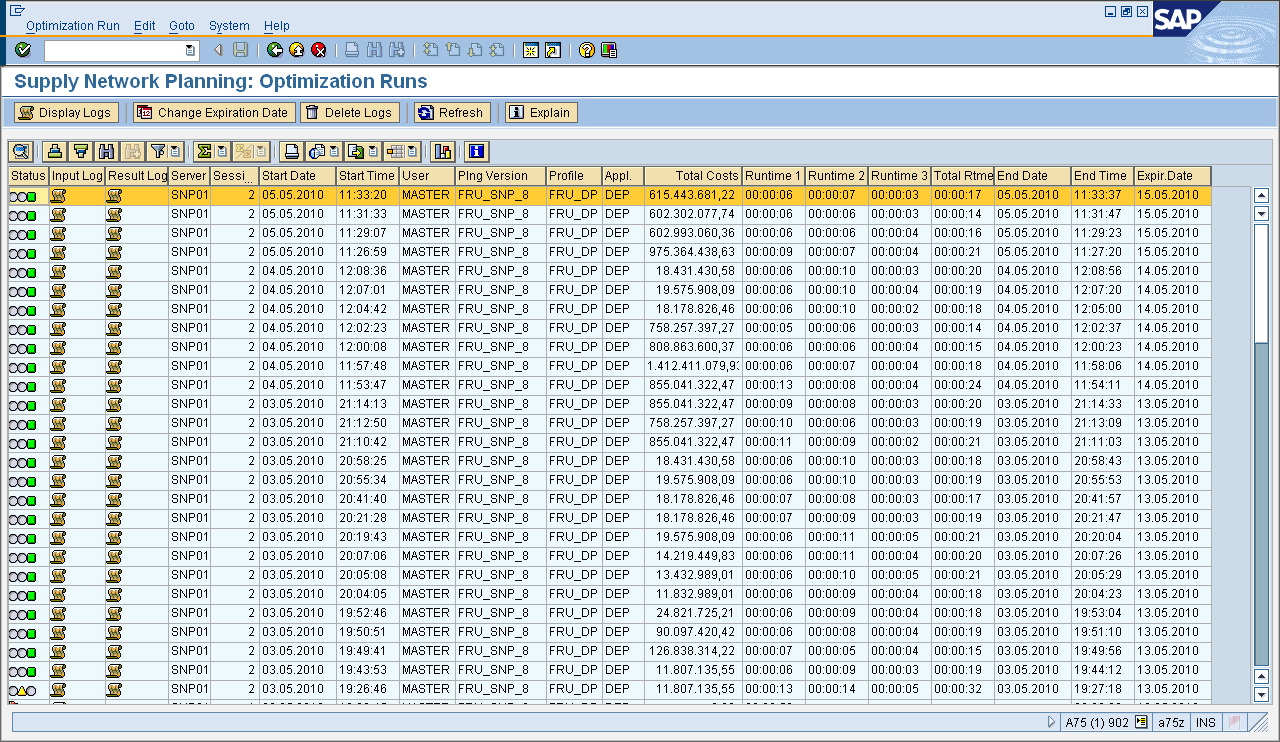 Optimization Run Edit Goto System Help
SAP
Supply Network Planning: Optimization Runs
Display Logs Change Expiration Date Delete Logs Refresh Explain
Status Input Log Result Log Server Sessi... Start Date Start Time User Plng Version Profile Appl. Total Costs Runtime 1 Runtime 2 Runtime 3 Total Rtme End Date End Time Expir.Date
SNP01 2 05.05.2010 11:33:20 MASTER FRU_SNP_8 FRU_DP DEP 615.443.681,22 00:00:06 00:00:07 00:00:03 00:00:17 05.05.2010 11:33:37 15.05.2010
SNP01 2 05.05.2010 11:31:33 MASTER FRU_SNP_8 FRU_DP DEP 602.302.077,74 00:00:06 00:00:06 00:00:03 00:00:14 05.05.2010 11:31:47 15.05.2010
SNP01 2 05.05.2010 11:29:07 MASTER FRU_SNP_8 FRU_DP DEP 602.993.060,36 00:00:06 00:00:06 00:00:04 00:00:16 05.05.2010 11:29:23 15.05.2010
SNP01 2 05.05.2010 11:26:59 MASTER FRU_SNP_8 FRU_DP DEP 975.364.438,63 00:00:09 00:00:07 00:00:04 00:00:21 05.05.2010 11:27:20 15.05.2010
SNP01 2 04.05.2010 12:08:36 MASTER FRU_SNP_8 FRU_DP DEP 18.431.430,58 00:00:06 00:00:10 00:00:03 00:00:20 04.05.2010 12:08:56 14.05.2010
SNP01 2 04.05.2010 12:07:01 MASTER FRU_SNP_8 FRU_DP DEP 19.575.908,09 00:00:06 00:00:10 00:00:04 00:00:19 04.05.2010 12:07:20 14.05.2010
SNP01 2 04.05.2010 12:04:42 MASTER FRU_SNP_8 FRU_DP DEP 18.178.826,46 00:00:06 00:00:10 00:00:02 00:00:18 04.05.2010 12:05:00 14.05.2010
SNP01 2 04.05.2010 12:02:23 MASTER FRU_SNP_8 FRU_DP DEP 758.257.397,27 00:00:05 00:00:06 00:00:03 00:00:14 04.05.2010 12:02:37 14.05.2010
SNP01 2 04.05.2010 12:00:08 MASTER FRU_SNP_8 FRU_DP DEP 808.863.600,37 00:00:06 00:00:06 00:00:04 00:00:15 04.05.2010 12:00:23 14.05.2010
SNP01 2 04.05.2010 11:57:48 MASTER FRU_SNP_8 FRU_DP DEP 1.412.411.079,9 00:00:06 00:00:07 00:00:04 00:00:18 04.05.2010 11:58:06 14.05.2010
SNP01 2 04.05.2010 11:53:47 MASTER FRU_SNP_8 FRU_DP DEP 855.041.322,47 00:00:13 00:00:08 00:00:04 00:00:24 04.05.2010 11:54:11 14.05.2010
SNP01 2 03.05.2010 21:14:13 MASTER FRU_SNP_8 FRU_DP DEP 855.041.322,47 00:00:09 00:00:08 00:00:03 00:00:20 03.05.2010 21:14:33 13.05.2010
SNP01 2 03.05.2010 21:12:50 MASTER FRU_SNP_8 FRU_DP DEP 758.257.397,27 00:00:10 00:00:06 00:00:03 00:00:19 03.05.2010 21:13:09 13.05.2010
SNP01 2 03.05.2010 21:10:42 MASTER FRU_SNP_8 FRU_DP DEP 855.041.322,47 00:00:11 00:00:09 00:00:02 00:00:21 03.05.2010 21:11:03 13.05.2010
SNP01 2 03.05.2010 20:58:25 MASTER FRU_SNP_8 FRU_DP DEP 18.431.430,58 00:00:06 00:00:10 00:00:03 00:00:18 03.05.2010 20:58:43 13.05.2010
SNP01 2 03.05.2010 20:55:34 MASTER FRU_SNP_8 FRU_DP DEP 19.575.908,09 00:00:06 00:00:10 00:00:03 00:00:19 03.05.2010 20:55:53 13.05.2010
SNP01 2 03.05.2010 20:41:40 MASTER FRU_SNP_8 FRU_DP DEP 18.178.826,46 00:00:07 00:00:08 00:00:03 00:00:17 03.05.2010 20:41:57 13.05.2010
SNP01 2 03.05.2010 20:21:28 MASTER FRU_SNP_8 FRU_DP DEP 18.178.826,46 00:00:07 00:00:09 00:00:03 00:00:19 03.05.2010 20:21:47 13.05.2010
SNP01 2 03.05.2010 20:19:43 MASTER FRU_SNP_8 FRU_DP DEP 19.575.908,09 00:00:06 00:00:11 00:00:05 00:00:21 03.05.2010 20:20:04 13.05.2010
SNP01 2 03.05.2010 20:07:06 MASTER FRU_SNP_8 FRU_DP DEP 14.219.449,83 00:00:06 00:00:11 00:00:04 00:00:20 03.05.2010 20:07:26 13.05.2010
SNP01 2 03.05.2010 20:05:08 MASTER FRU_SNP_8 FRU_DP DEP 13.432.989,01 00:00:06 00:00:10 00:00:05 00:00:21 03.05.2010 20:05:29 13.05.2010
SNP01 2 03.05.2010 20:04:05 MASTER FRU_SNP_8 FRU_DP DEP 11.832.989,01 00:00:06 00:00:09 00:00:04 00:00:18 03.05.2010 20:04:23 13.05.2010
SNP01 2 03.05.2010 19:52:46 MASTER FRU_SNP_8 FRU_DP DEP 24.821.725,21 00:00:06 00:00:09 00:00:04 00:00:18 03.05.2010 19:53:04 13.05.2010
SNP01 2 03.05.2010 19:50:51 MASTER FRU_SNP_8 FRU_DP DEP 90.097.420,42 00:00:06 00:00:08 00:00:04 00:00:19 03.05.2010 19:51:10 13.05.2010
SNP01 2 03.05.2010 19:49:41 MASTER FRU_SNP_8 FRU_DP DEP 126.838.314,22 00:00:07 00:00:05 00:00:04 00:00:15 03.05.2010 19:49:56 13.05.2010
SNP01 2 03.05.2010 19:43:53 MASTER FRU_SNP_8 FRU_DP DEP 11.807.135,55 00:00:06 00:00:09 00:00:03 00:00:19 03.05.2010 19:44:12 13.05.2010
SNP01 2 03.05.2010 19:26:46 MASTER FRU_SNP_8 FRU_DP DEP 11.807.135,55 00:00:13 00:00:14 00:00:05 00:00:32 03.05.2010 19:27:18 13.05.2010
A75 (1) 902 a75z INS